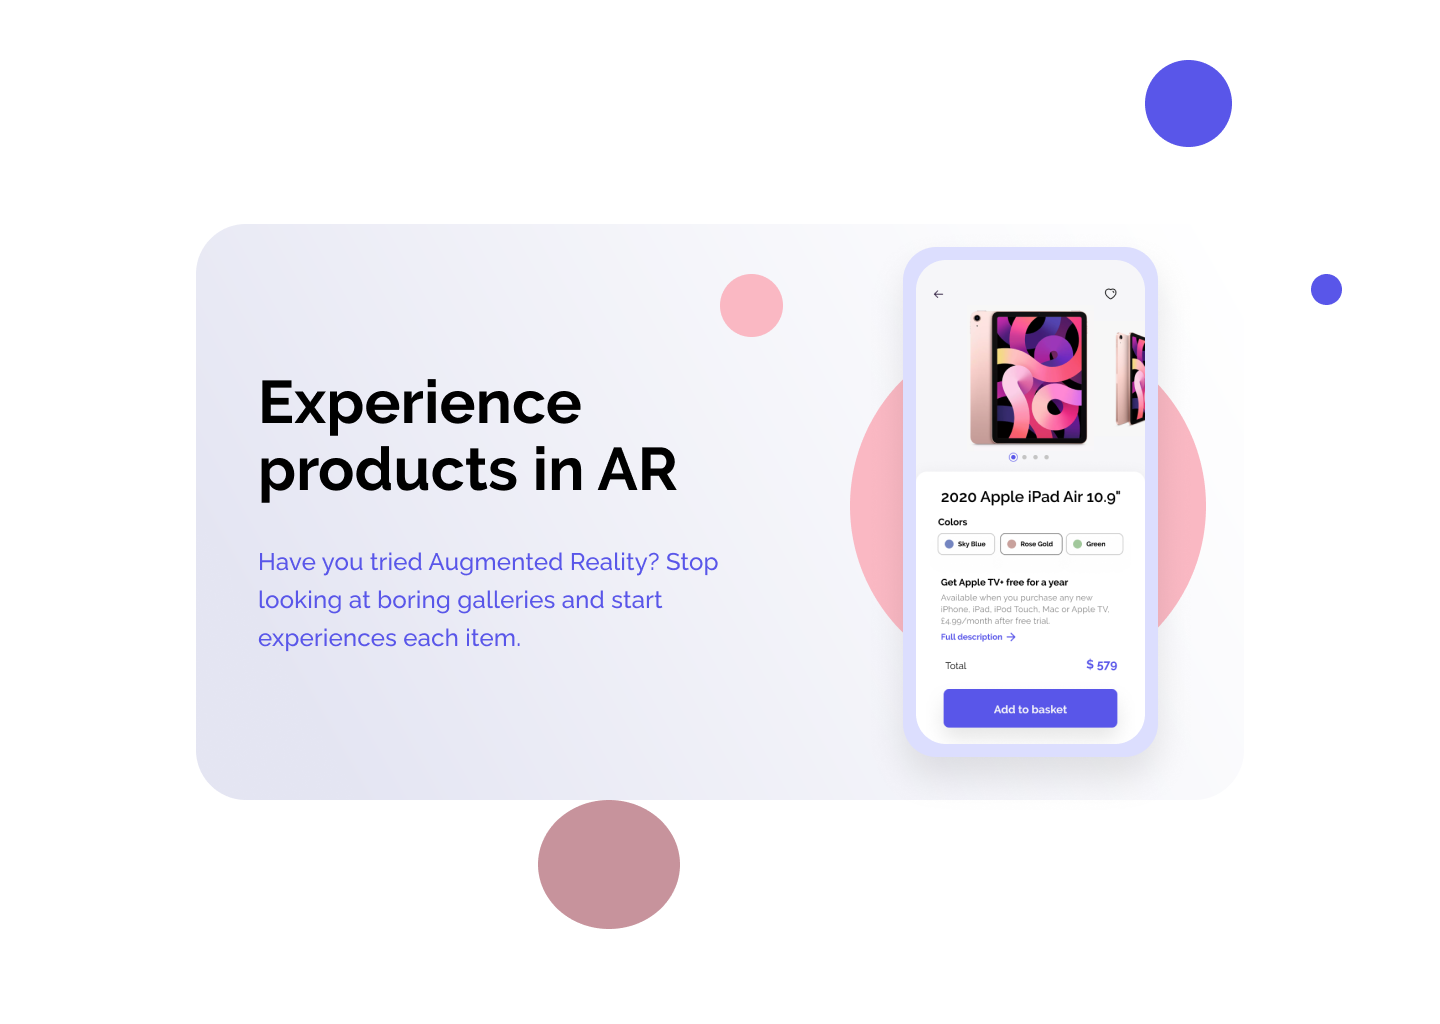 Experience
products in AR
Have you tried Augmented Reality? Stop
looking at boring galleries and start
experiences each item.
2020 Apple iPad Air 10.9"
Colors
Sky Blue
Rose Gold
Green
Get Apple TV+ free for a year
Available when you purchase any new
iPhone, iPad, iPod Touch, Mac or Apple TV,
£4.99/month after free trial.
Full description
Total
$ 579
Add to basket